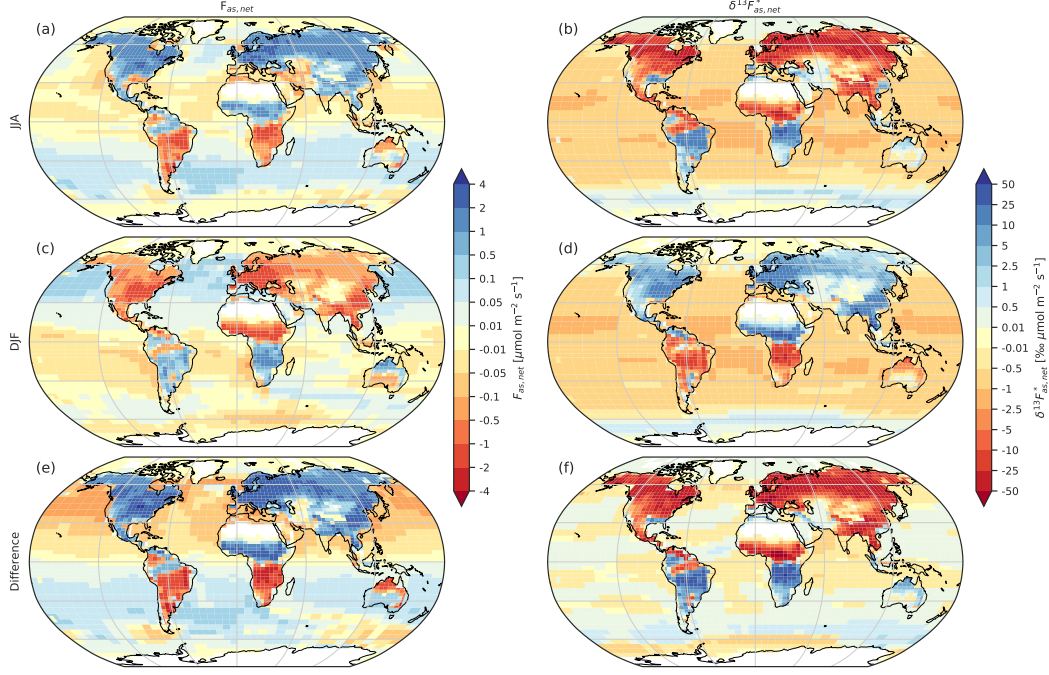 F_as,net
δ¹³F*_as,net
(a)
(b)
JJA
(c)
(d)
DJF
4
2
1
0.5
0.1
0.05
0.01
-0.01
-0.05
-0.1
-0.5
-1
-2
-4
F_as,net [μmol m⁻² s⁻¹]
50
25
10
5
2.5
1
0.5
0.01
-0.01
-0.5
-1
-2.5
-5
-10
-25
-50
δ¹³F*_as,net [‰ μmol m⁻² s⁻¹]
(e)
(f)
Difference